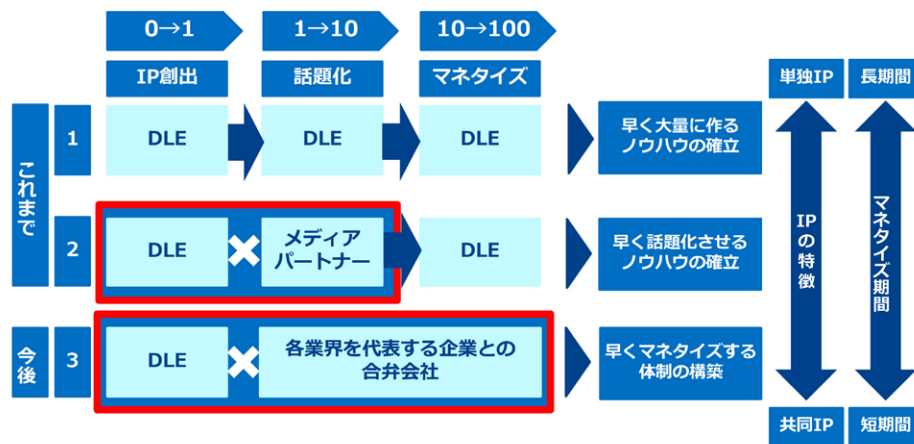 0→1
1→10
10→100
IP創出
話題化
マネタイズ
単独IP
長期間
これまで
1
DLE
DLE
DLE
早く大量に作る
ノウハウの確立
2
DLE
メディア
パートナー
DLE
早く話題化させる
ノウハウの確立
IPの特徴
マネタイズ期間
今後
3
DLE
各業界を代表する企業との
合弁会社
早くマネタイズする
体制の構築
共同IP
短期間